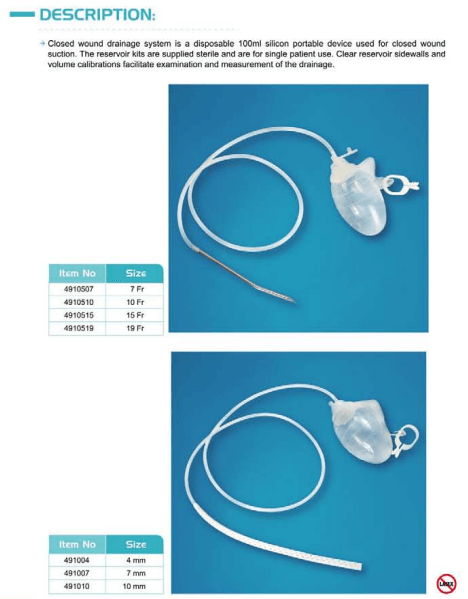 DESCRIPTION:
Closed wound drainage system is a disposable 100ml silicon portable device used for closed wound
suction. The reservoir kits are supplied sterile and are for single patient use. Clear reservoir sidewalls and
volume calibrations facilitate examination and measurement of the drainage.
Item No Size
4910507 7 Fr
4910510 10 Fr
4910515 15 Fr
4910519 19 Fr
Item No Size
491004 4 mm
491007 7 mm
491010 10 mm
LATEX